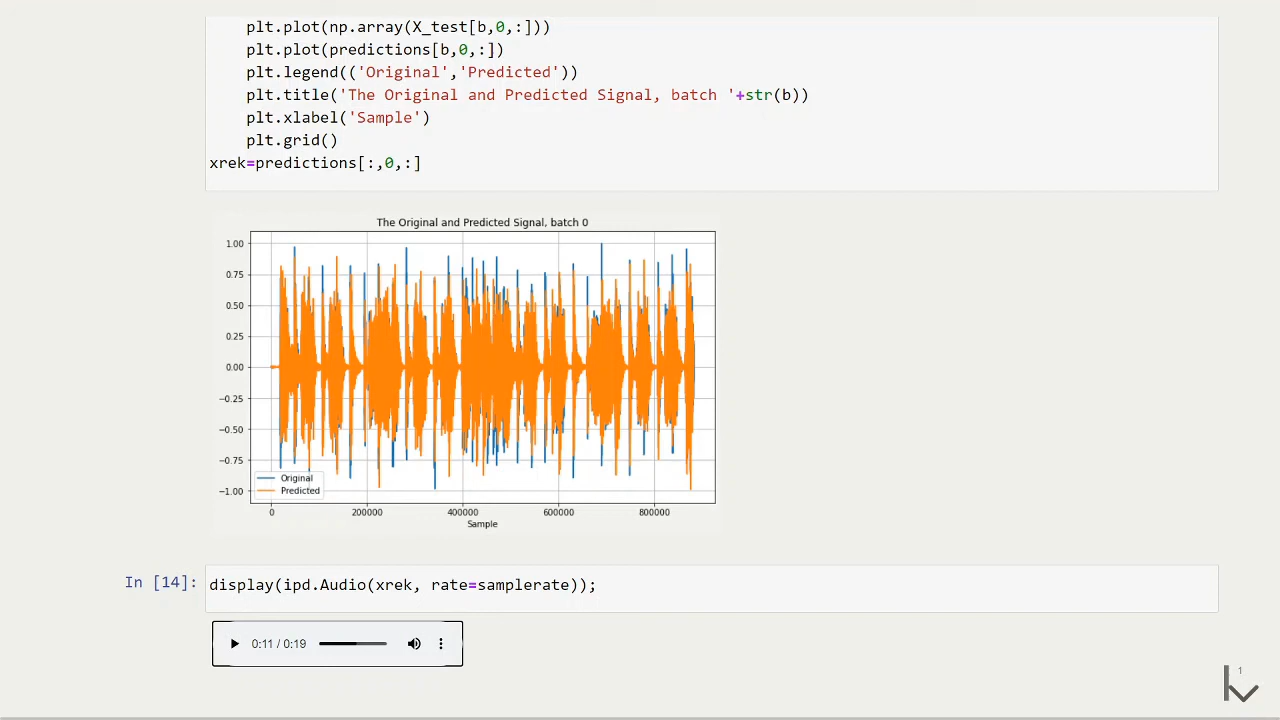 plt.plot(np.array(X_test[b,0,:]))
plt.plot(predictions[b,0,:])
plt.legend(('Original','Predicted'))
plt.title('The Original and Predicted Signal, batch '+str(b))
plt.xlabel('Sample')
plt.grid()
xrek=predictions[:,0,:]
The Original and Predicted Signal, batch 0
1.00
0.75
0.50
0.25
0.00
−0.25
−0.50
−0.75
−1.00
Original
Predicted
0 200000 400000 600000 800000
Sample
In [14]: display(ipd.Audio(xrek, rate=samplerate));
0:11 / 0:19
1